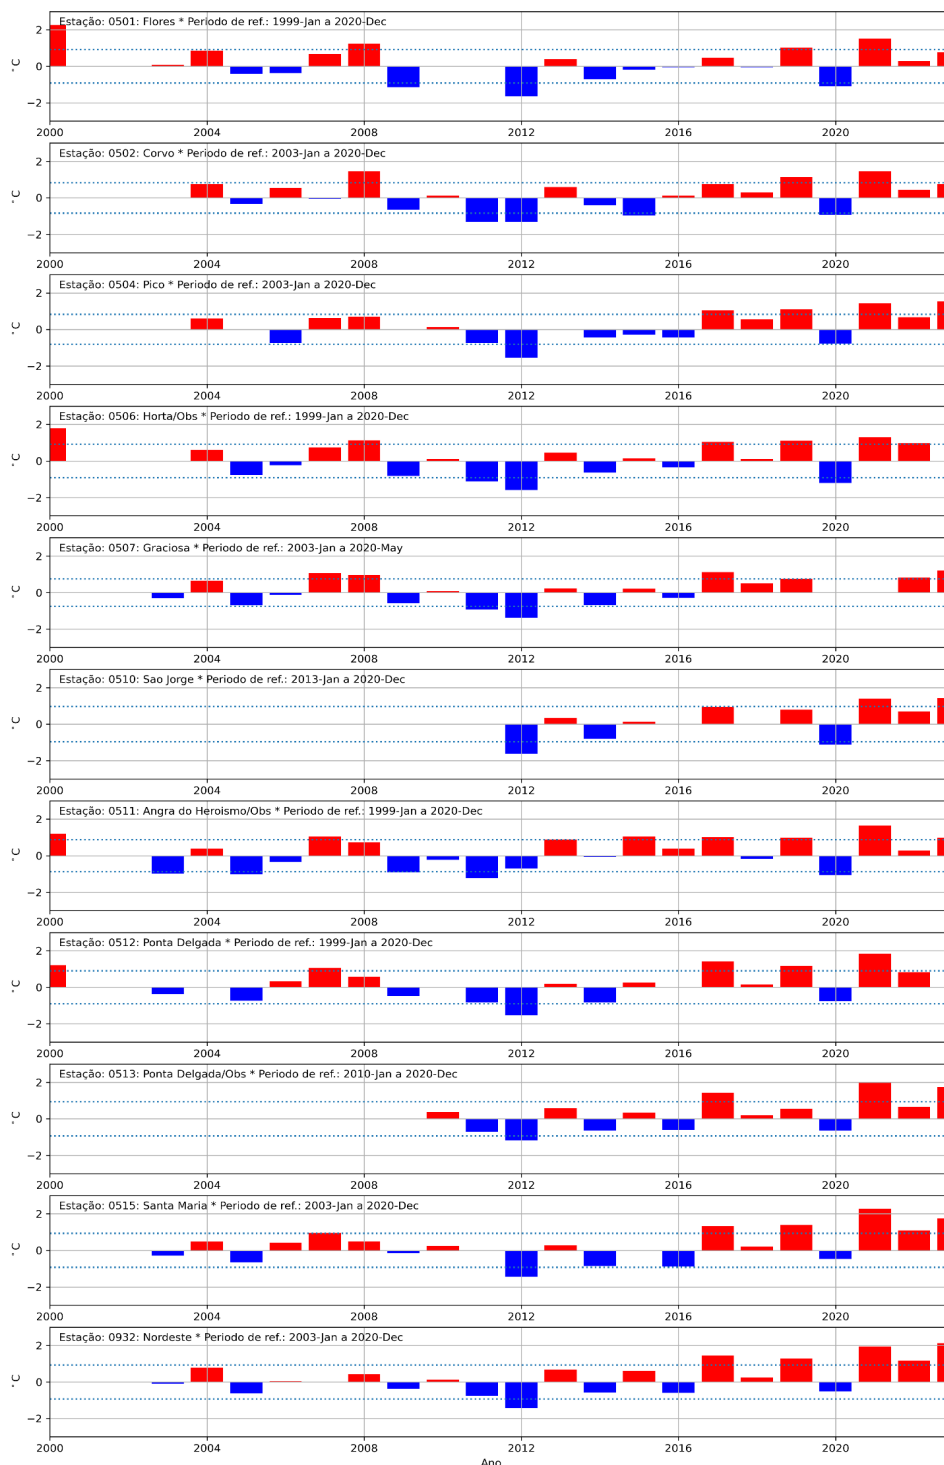 Estação: 0501: Flores * Periodo de ref.: 1999-Jan a 2020-Dec
2
0
−2
°C
2000 2004 2008 2012 2016 2020
Estação: 0502: Corvo * Periodo de ref.: 2003-Jan a 2020-Dec
2
0
−2
°C
2000 2004 2008 2012 2016 2020
Estação: 0504: Pico * Periodo de ref.: 2003-Jan a 2020-Dec
2
0
−2
°C
2000 2004 2008 2012 2016 2020
Estação: 0506: Horta/Obs * Periodo de ref.: 1999-Jan a 2020-Dec
2
0
−2
°C
2000 2004 2008 2012 2016 2020
Estação: 0507: Graciosa * Periodo de ref.: 2003-Jan a 2020-May
2
0
−2
°C
2000 2004 2008 2012 2016 2020
Estação: 0510: Sao Jorge * Periodo de ref.: 2013-Jan a 2020-Dec
2
0
−2
°C
2000 2004 2008 2012 2016 2020
Estação: 0511: Angra do Heroismo/Obs * Periodo de ref.: 1999-Jan a 2020-Dec
2
0
−2
°C
2000 2004 2008 2012 2016 2020
Estação: 0512: Ponta Delgada * Periodo de ref.: 1999-Jan a 2020-Dec
2
0
−2
°C
2000 2004 2008 2012 2016 2020
Estação: 0513: Ponta Delgada/Obs * Periodo de ref.: 2010-Jan a 2020-Dec
2
0
−2
°C
2000 2004 2008 2012 2016 2020
Estação: 0515: Santa Maria * Periodo de ref.: 2003-Jan a 2020-Dec
2
0
−2
°C
2000 2004 2008 2012 2016 2020
Estação: 0932: Nordeste * Periodo de ref.: 2003-Jan a 2020-Dec
2
0
−2
°C
2000 2004 2008 2012 2016 2020
Ano